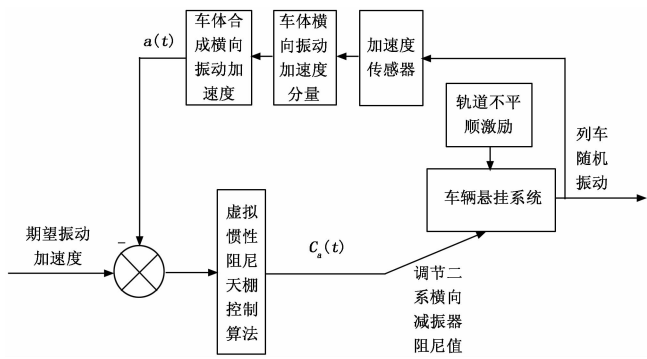 a(t)
车体合
成横向
振动加
速度
车体横
向振动
加速度
分量
加速度
传感器
轨道不平
顺激励
列车
随机
振动
车辆悬挂系统
期望振动
加速度
-
虚拟
惯性
阻尼
天棚
控制
算法
Ca(t)
调节二
系横向
减振器
阻尼值